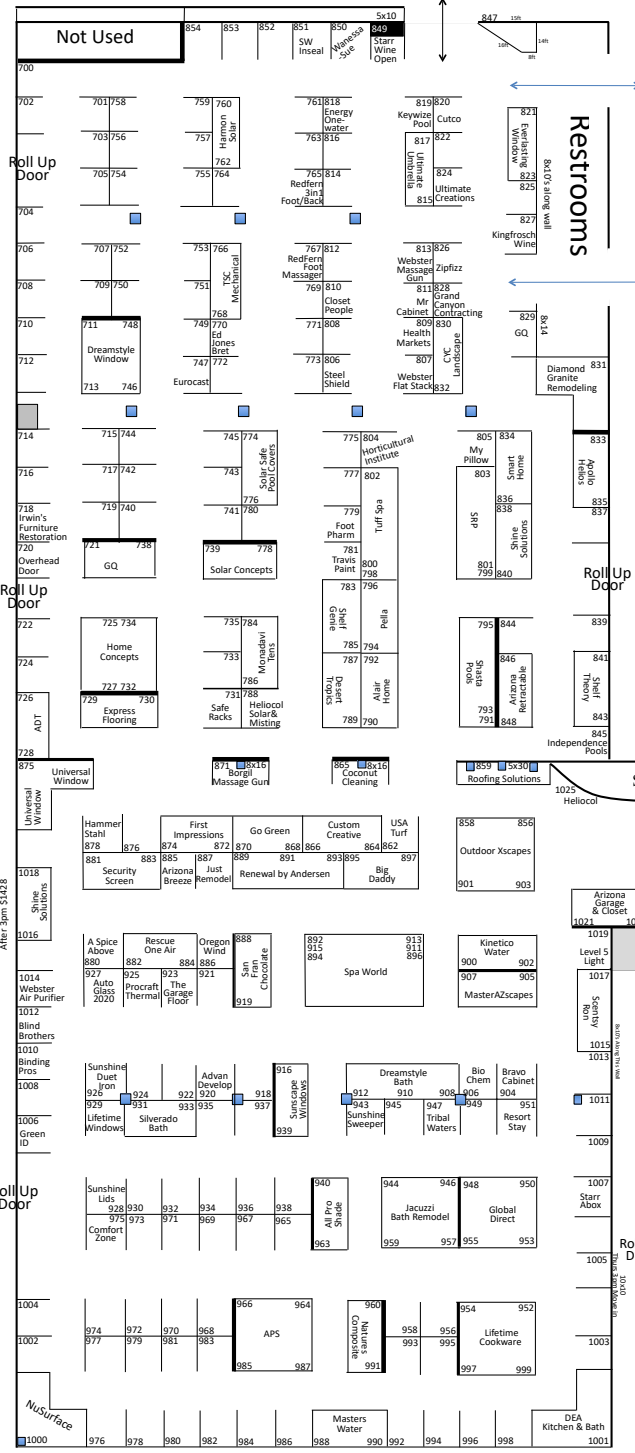 5x10
Not Used
854 853 852 851 850 849
SW Inseal
Wanessa -Sue
Starr Wine Open
847 15ft
16ft 14ft
8ft
700
702 701 758 759 760 761 818 819 820 821
Harmon Solar
Energy One- water
Keywize Pool
Cutco
Everlasting Window
Restrooms
703 756 757 763 816 817 822
Ultimate Umbrella
8x10's along wall
Roll Up Door
705 754 755 764 762 765 814 815 824 823 825
Redfern 3in1 Foot/Back
Ultimate Creations
827
Kingfrosch Wine
704
706 707 752 753 766 767 812 813 826
TSC Mechanical
RedFern Foot Massager
Webster Massage Gun
Zipfizz
708 709 750 751 768 769 810 811 828
Closet People
Mr Cabinet
Grand Canyon Contracting
710 711 748 749 770 771 808 809 830 829
Dreamstyle Window
Ed Jones Bret
Health Markets
CYC Landscape
GQ
8x14
712 713 746 747 772 773 806 807 832 831
Eurocast
Steel Shield
Webster Flat Stack
Diamond Granite Remodeling
714 715 744 745 774 775 804 805 834 833
Solar Safe Pool Covers
Horticultural Institute
My Pillow
Smart Home
Apollo Helios
716 717 742 743 776 777 802 803 836 835
Tuff Spa
SRP
718 719 740 741 780 779 838 837
Irwin's Furniture Restoration
Foot Pharm
Shine Solutions
720 721 738 739 778 781 800 801
Overhead Door
GQ
Solar Concepts
Travis Paint
798 799 840
Roll Up Door
Roll Up Door
783 796
Shelf Genie
Pella
722 725 734 735 784 785 794 795 844 839
Home Concepts
Monadavi Tens
Shasta Pools
724 727 732 733 786 787 792 846 841
Desert Tropics
Alair Home
Arizona Retractable
Shelf Theory
726 729 730 731 788 789 790 793 791 848 843
ADT
Express Flooring
Safe Racks
Heliocol Solar& Misting
845
Independence Pools
728
875
Universal Window
Universal Window
871 8x16
Borgil Massage Gun
865 8x16
Coconut Cleaning
859 5x30
Roofing Solutions
1025
Heliocol
S
Hammer Stahl
First Impressions
Go Green
Custom Creative
USA Turf
878 876 874 872 870 868 866 864 862
858 856
Outdoor Xscapes
901 903
881 883 885 887 889 891 893 895 897
Security Screen
Arizona Breeze
Just Remodel
Renewal by Andersen
Big Daddy
After 3pm $1428
1018
Shine Solutions
1016
Arizona Garage & Closet
1021
A Spice Above
Rescue One Air
Oregon Wind
880 882 884 886 888
San Fran Chocolate
892 915 894
913 911 896
Spa World
Kinetico Water
900 902
1019
Level 5 Light
1014
Webster Air Purifier
927 925 923 921 919
Auto Glass 2020
Procraft Thermal
The Garage Floor
907 905
MasterAZscapes
1017
Scentsy Ron
1015
1012
Blind Brothers
1010
Binding Pros
1013
8x10's Along This Wall
1008
Sunshine Duet Iron
Advan Develop
926 924 922 920 918 916
Sunscape Windows
Dreamstyle Bath
912 910 908
Bio Chem
906
Bravo Cabinet
904
1011
929 931 933 935 937 939
Lifetime Windows
Silverado Bath
943 945 947 949 951
Sunshine Sweeper
Tribal Waters
Resort Stay
1006
Green ID
1009
Roll Up Door
Sunshine Lids
928 930 932 934 936 938 940
All Pro Shade
944 946 948 950
Jacuzzi Bath Remodel
Global Direct
1007
Starr Abox
975 973 971 969 967 965 963
Comfort Zone
959 957 955 953
1005
10x10
Thurs 3pm Move in
1004
974 972 970 968 966 964
APS
960
Natures Composite
958 956 954 952
Lifetime Cookware
1002
977 979 981 983 985 987
991 993 995 997 999
1003
NuSurface
Masters Water
DEA Kitchen & Bath
1000 976 978 980 982 984 986 988 990 992 994 996 998 1001